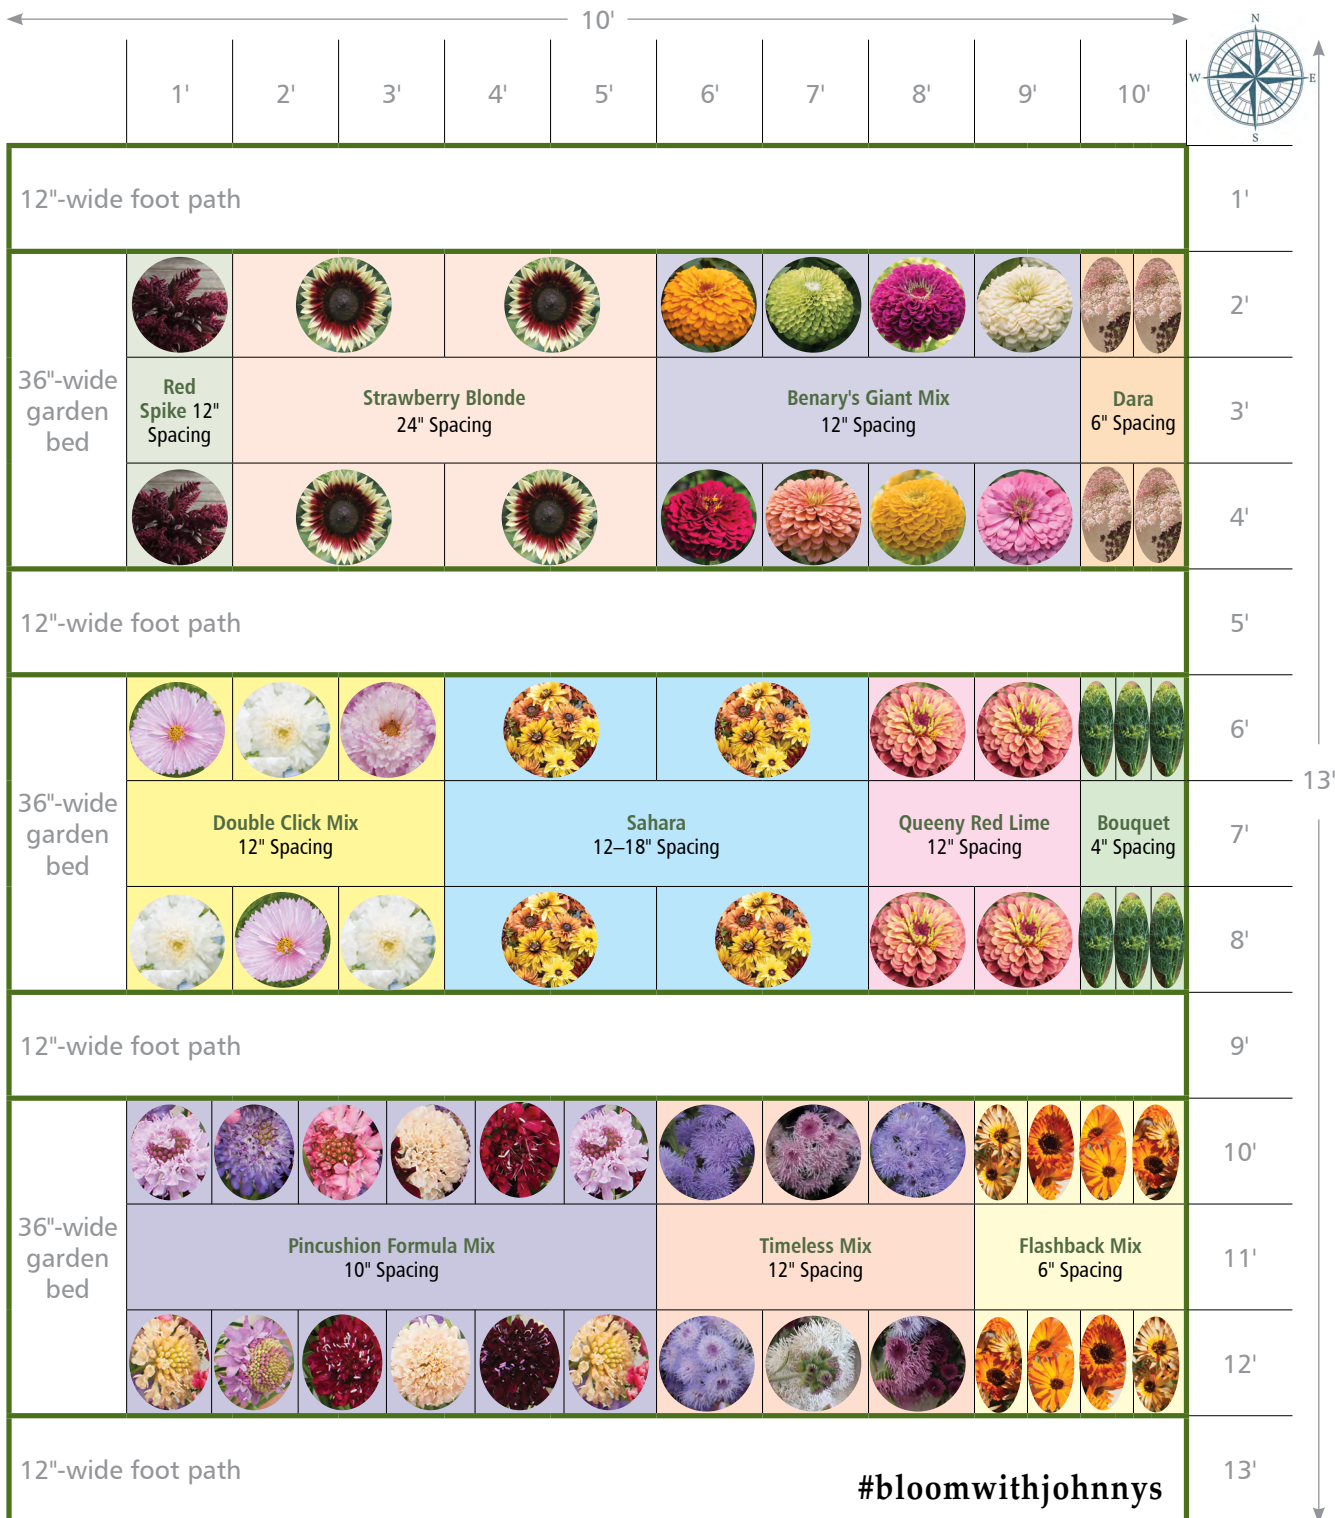 10'
1' 2' 3' 4' 5' 6' 7' 8' 9' 10'
N
W E
S
12"-wide foot path 1'
2'
36"-wide
garden
bed
Red
Spike 12"
Spacing
Strawberry Blonde
24" Spacing
Benary's Giant Mix
12" Spacing
Dara
6" Spacing
3'
4'
12"-wide foot path 5'
6'
36"-wide
garden
bed
Double Click Mix
12" Spacing
Sahara
12–18" Spacing
Queeny Red Lime
12" Spacing
Bouquet
4" Spacing
7'
13'
8'
12"-wide foot path 9'
10'
36"-wide
garden
bed
Pincushion Formula Mix
10" Spacing
Timeless Mix
12" Spacing
Flashback Mix
6" Spacing
11'
12'
12"-wide foot path 13'
#bloomwithjohnnys